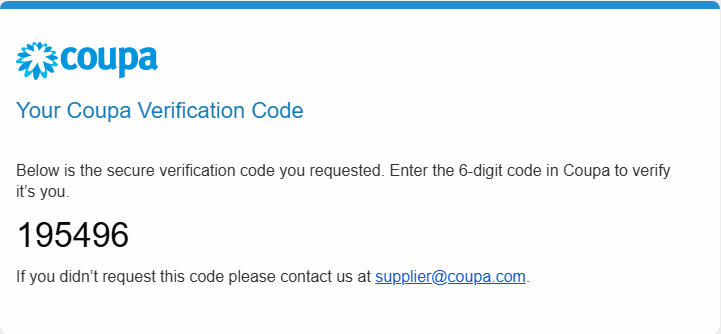 coupa
Your Coupa Verification Code
Below is the secure verification code you requested. Enter the 6-digit code in Coupa to verify
it’s you.
195496
If you didn’t request this code please contact us at supplier@coupa.com.